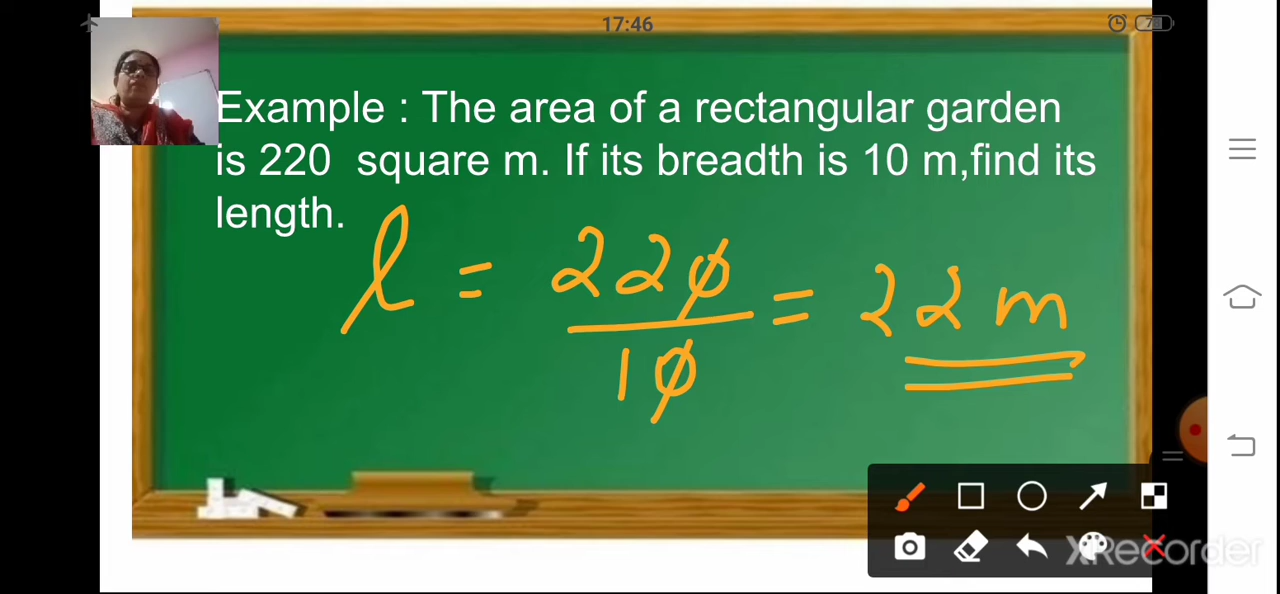 17:46
Example : The area of a rectangular garden
is 220 square m. If its breadth is 10 m,find its
length.
l = 220/10 = 22 m
XRecorder